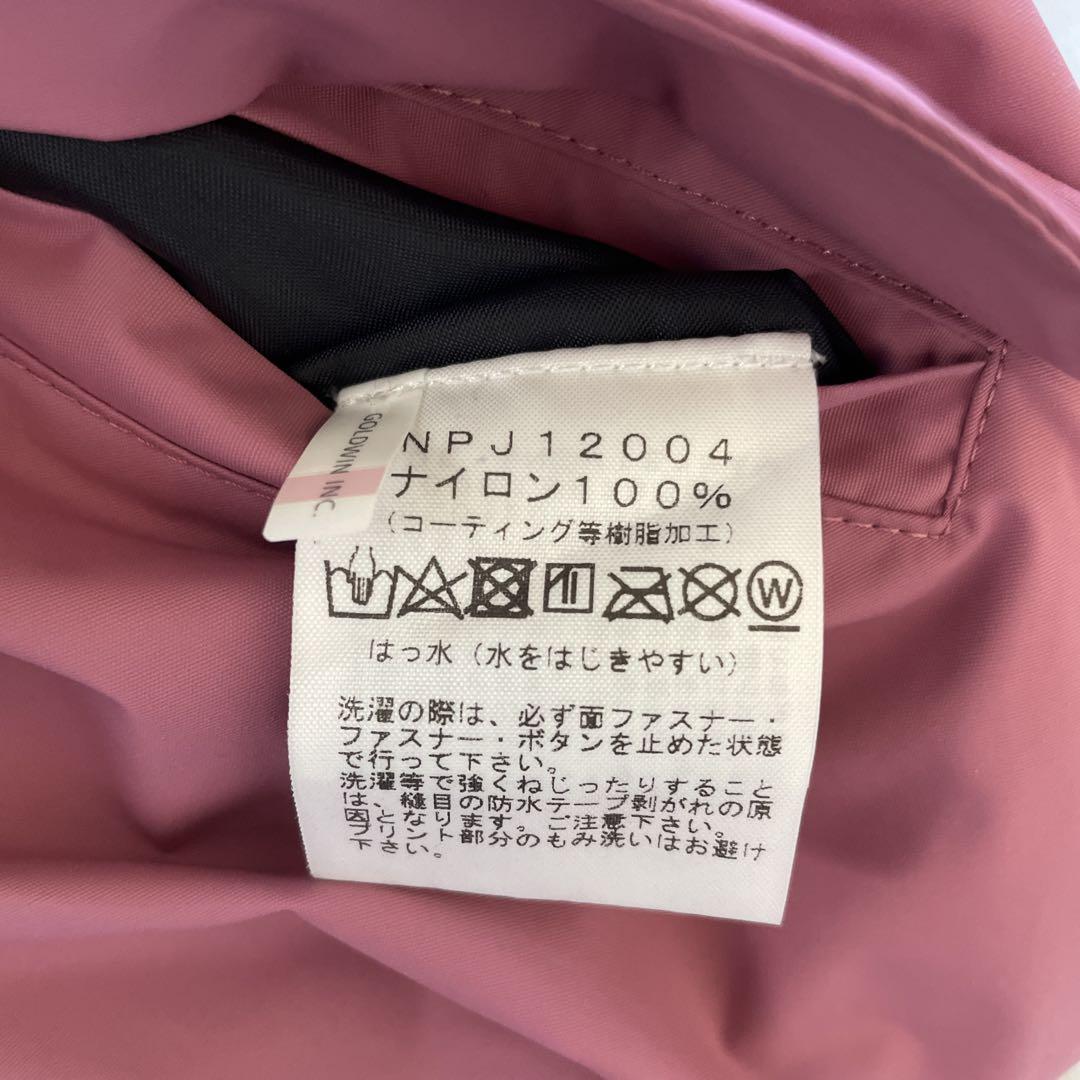 GOLDWIN INC.
NPJ12004
ナイロン100%
(コーティング等樹脂加工)
W
はっ水 (水をはじきやすい)
洗濯の際は、必ず面ファスナー・
ファスナー・ボタンを止めた状態
で行って下さい。
洗濯等で強くねじったりすること
は、縫目の防水テープ剥がれの原
因となります。ご注意下さい。
プリント部分のもみ洗いはお避け
下さい。